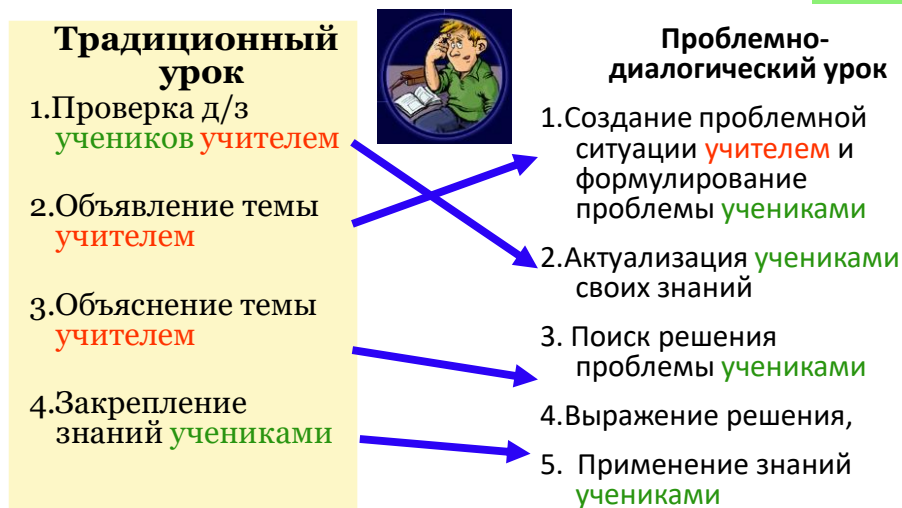 Традиционный
урок
1.Проверка д/з
учеников учителем
2.Объявление темы
учителем
3.Объяснение темы
учителем
4.Закрепление
знаний учениками
Проблемно-
диалогический урок
1.Создание проблемной
ситуации учителем и
формулирование
проблемы учениками
2.Актуализация учениками
своих знаний
3. Поиск решения
проблемы учениками
4.Выражение решения,
5. Применение знаний
учениками